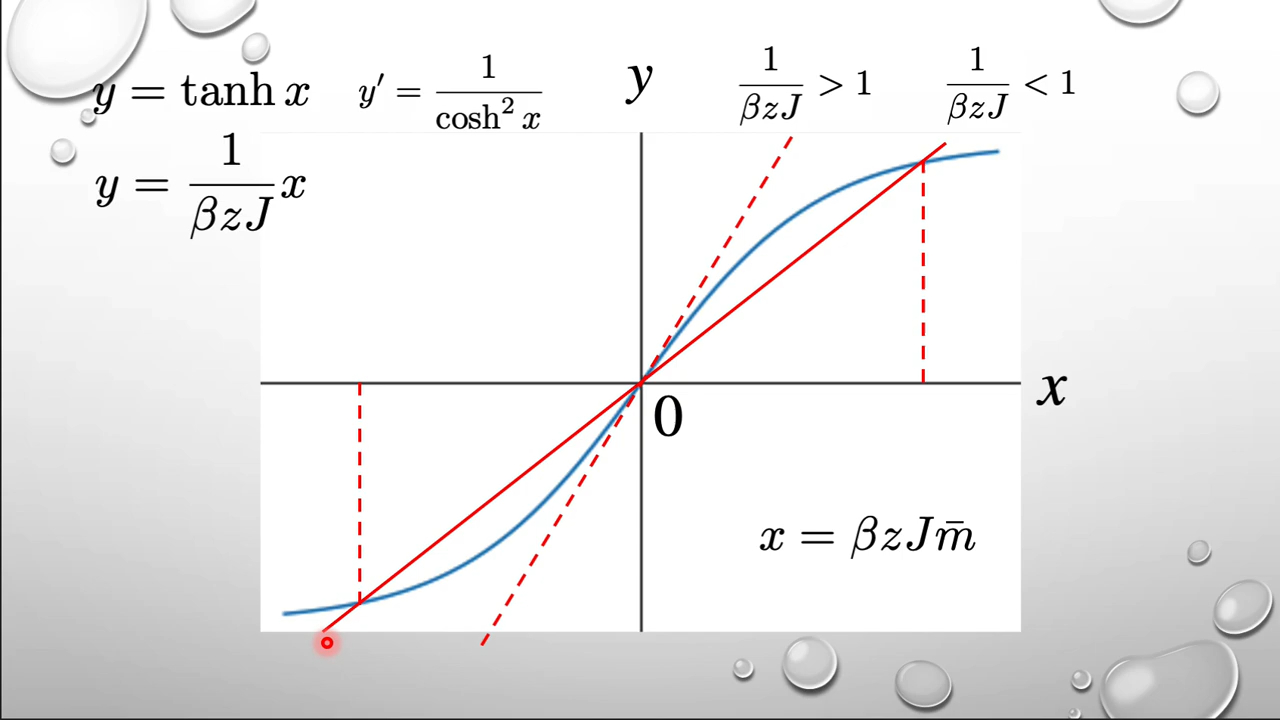 y = tanh x
y' = 1/cosh² x
y = 1/βzJ x
y
1/βzJ > 1
1/βzJ < 1
x
0
x = βzJm̄